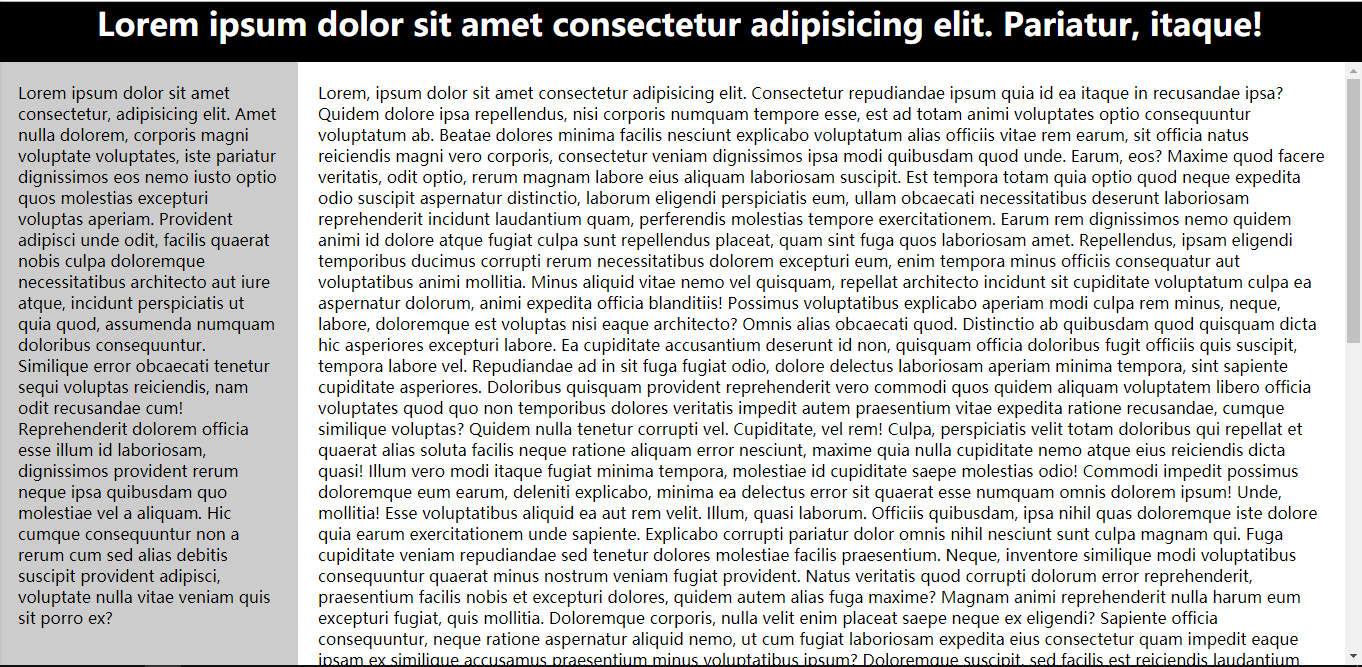 Lorem ipsum dolor sit amet consectetur adipisicing elit. Pariatur, itaque!
Lorem ipsum dolor sit amet
consectetur, adipisicing elit. Amet
nulla dolorem, corporis magni
voluptate voluptates, iste pariatur
dignissimos eos nemo iusto optio
quos molestias excepturi
voluptas aperiam. Provident
adipisci unde odit, facilis quaerat
nobis culpa doloremque
necessitatibus architecto aut iure
atque, incidunt perspiciatis ut
quia quod, assumenda numquam
doloribus consequuntur.
Similique error obcaecati tenetur
sequi voluptas reiciendis, nam
odit recusandae cum!
Reprehenderit dolorem officia
esse illum id laboriosam,
dignissimos provident rerum
neque ipsa quibusdam quo
molestiae vel a aliquam. Hic
cumque consequuntur non a
rerum cum sed alias debitis
suscipit provident adipisci,
voluptate nulla vitae veniam quis
sit porro ex?
Lorem, ipsum dolor sit amet consectetur adipisicing elit. Consectetur repudiandae ipsum quia id ea itaque in recusandae ipsa?
Quidem dolore ipsa repellendus, nisi corporis numquam tempore esse, est ad totam animi voluptates optio consequuntur
voluptatum ab. Beatae dolores minima facilis nesciunt explicabo voluptatum alias officiis vitae rem earum, sit officia natus
reiciendis magni vero corporis, consectetur veniam dignissimos ipsa modi quibusdam quod unde. Earum, eos? Maxime quod facere
veritatis, odit optio, rerum magnam labore eius aliquam laboriosam suscipit. Est tempora totam quia optio quod neque expedita
odio suscipit aspernatur distinctio, laborum eligendi perspiciatis eum, ullam obcaecati necessitatibus deserunt laboriosam
reprehenderit incidunt laudantium quam, perferendis molestias tempore exercitationem. Earum rem dignissimos nemo quidem
animi id dolore atque fugiat culpa sunt repellendus placeat, quam sint fuga quos laboriosam amet. Repellendus, ipsam eligendi
temporibus ducimus corrupti rerum necessitatibus dolorem excepturi eum, enim tempora minus officiis consequatur aut
voluptatibus animi mollitia. Minus aliquid vitae nemo vel quisquam, repellat architecto incidunt sit cupiditate voluptatum culpa ea
aspernatur dolorum, animi expedita officia blanditiis! Possimus voluptatibus explicabo aperiam modi culpa rem minus, neque,
labore, doloremque est voluptas nisi eaque architecto? Omnis alias obcaecati quod. Distinctio ab quibusdam quod quisquam dicta
hic asperiores excepturi labore. Ea cupiditate accusantium deserunt id non, quisquam officia doloribus fugit officiis quis suscipit,
tempora labore vel. Repudiandae ad in sit fuga fugiat odio, dolore delectus laboriosam aperiam minima tempora, sint sapiente
cupiditate asperiores. Doloribus quisquam provident reprehenderit vero commodi quos quidem aliquam voluptatem libero officia
voluptates quod quo non temporibus dolores veritatis impedit autem praesentium vitae expedita ratione recusandae, cumque
similique voluptas? Quidem nulla tenetur corrupti vel. Cupiditate, vel rem! Culpa, perspiciatis velit totam doloribus qui repellat et
quaerat alias soluta facilis neque ratione aliquam error nesciunt, maxime quia nulla cupiditate nemo atque eius reiciendis dicta
quasi! Illum vero modi itaque fugiat minima tempora, molestiae id cupiditate saepe molestias odio! Commodi impedit possimus
doloremque eum earum, deleniti explicabo, minima ea delectus error sit quaerat esse numquam omnis dolorem ipsum! Unde,
mollitia! Esse voluptatibus aliquid ea aut rem velit. Illum, quasi laborum. Officiis quibusdam, ipsa nihil quas doloremque iste dolore
quia earum exercitationem unde sapiente. Explicabo corrupti pariatur dolor omnis nihil nesciunt sunt culpa magnam qui. Fuga
cupiditate veniam repudiandae sed tenetur dolores molestiae facilis praesentium. Neque, inventore similique modi voluptatibus
consequuntur quaerat minus nostrum veniam fugiat provident. Natus veritatis quod corrupti dolorum error reprehenderit,
praesentium facilis nobis et excepturi dolores, quidem autem alias fuga maxime? Magnam animi reprehenderit nulla harum eum
excepturi fugiat, quis mollitia. Doloremque corporis, nulla velit enim placeat saepe neque ex eligendi? Sapiente officia
consequuntur, neque ratione aspernatur aliquid nemo, ut cum fugiat laboriosam expedita eius consectetur quam impedit eaque
ipsam ex similique accusamus praesentium minus voluptatibus ipsum? Doloremque suscipit, sed facilis est reiciendis laudantium